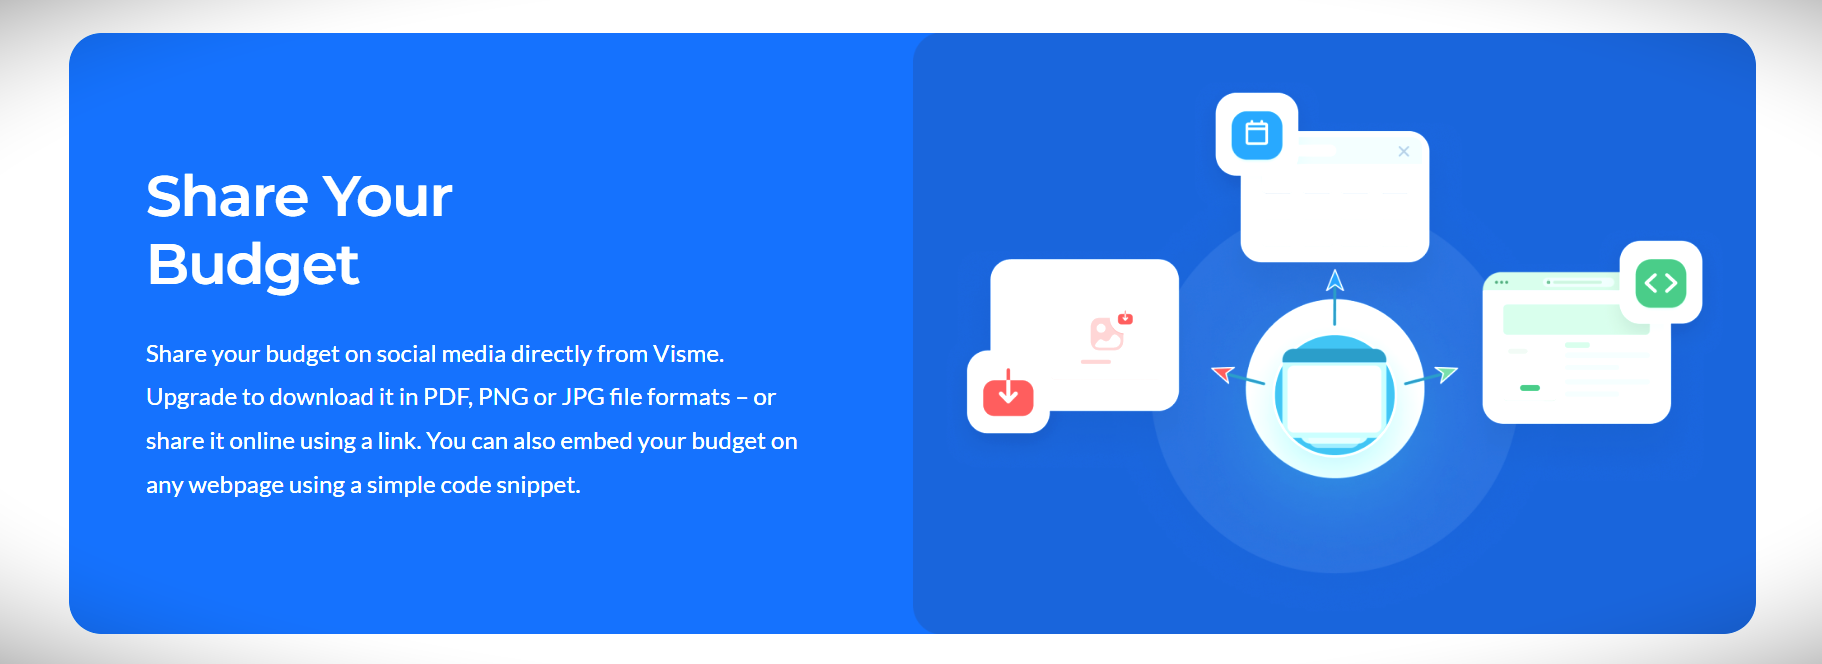 Share Your
Budget
Share your budget on social media directly from Visme.
Upgrade to download it in PDF, PNG or JPG file formats – or
share it online using a link. You can also embed your budget on
any webpage using a simple code snippet.